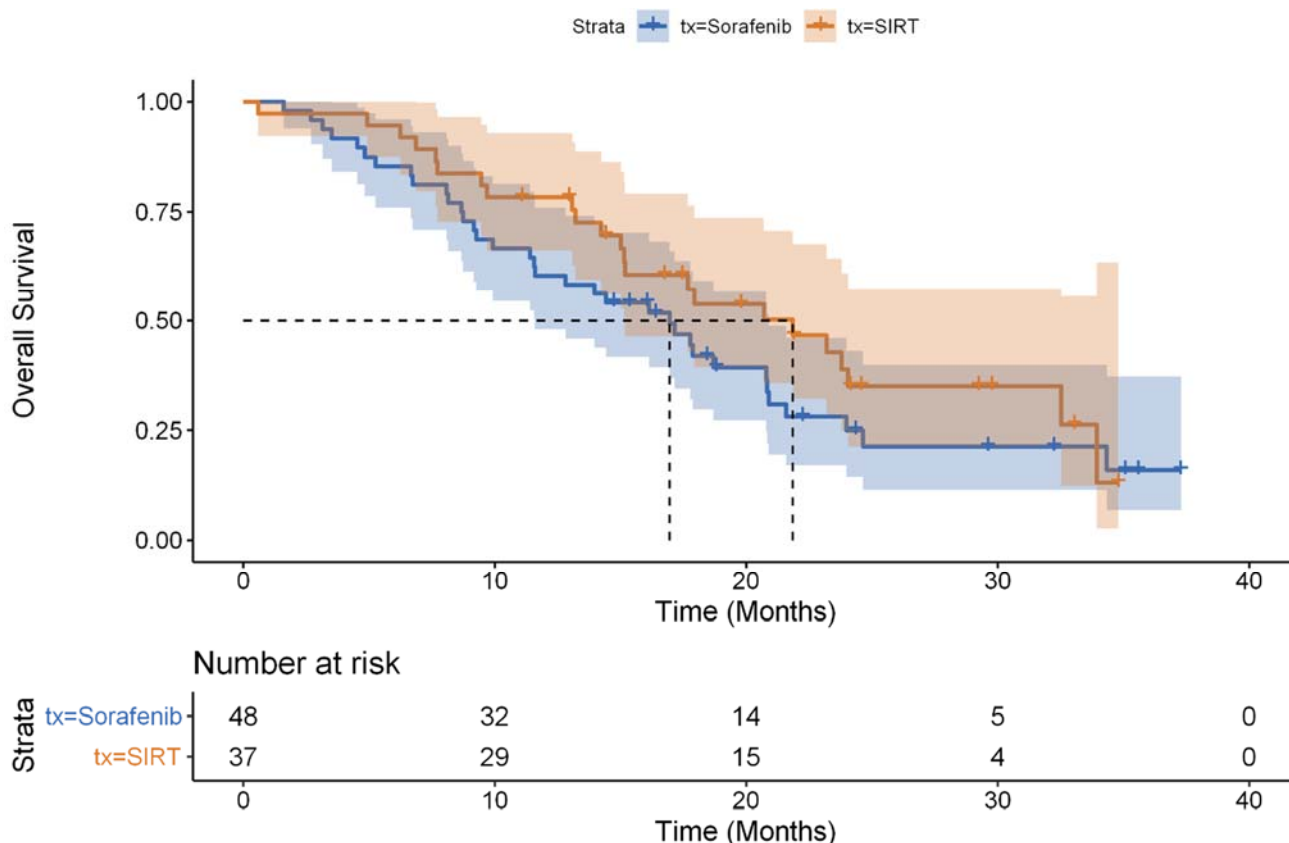 Strata tx=Sorafenib tx=SIRT
Overall Survival
1.00
0.75
0.50
0.25
0.00
0 10 20 30 40
Time (Months)
Number at risk
Strata
tx=Sorafenib 48 32 14 5 0
tx=SIRT 37 29 15 4 0
0 10 20 30 40
Time (Months)